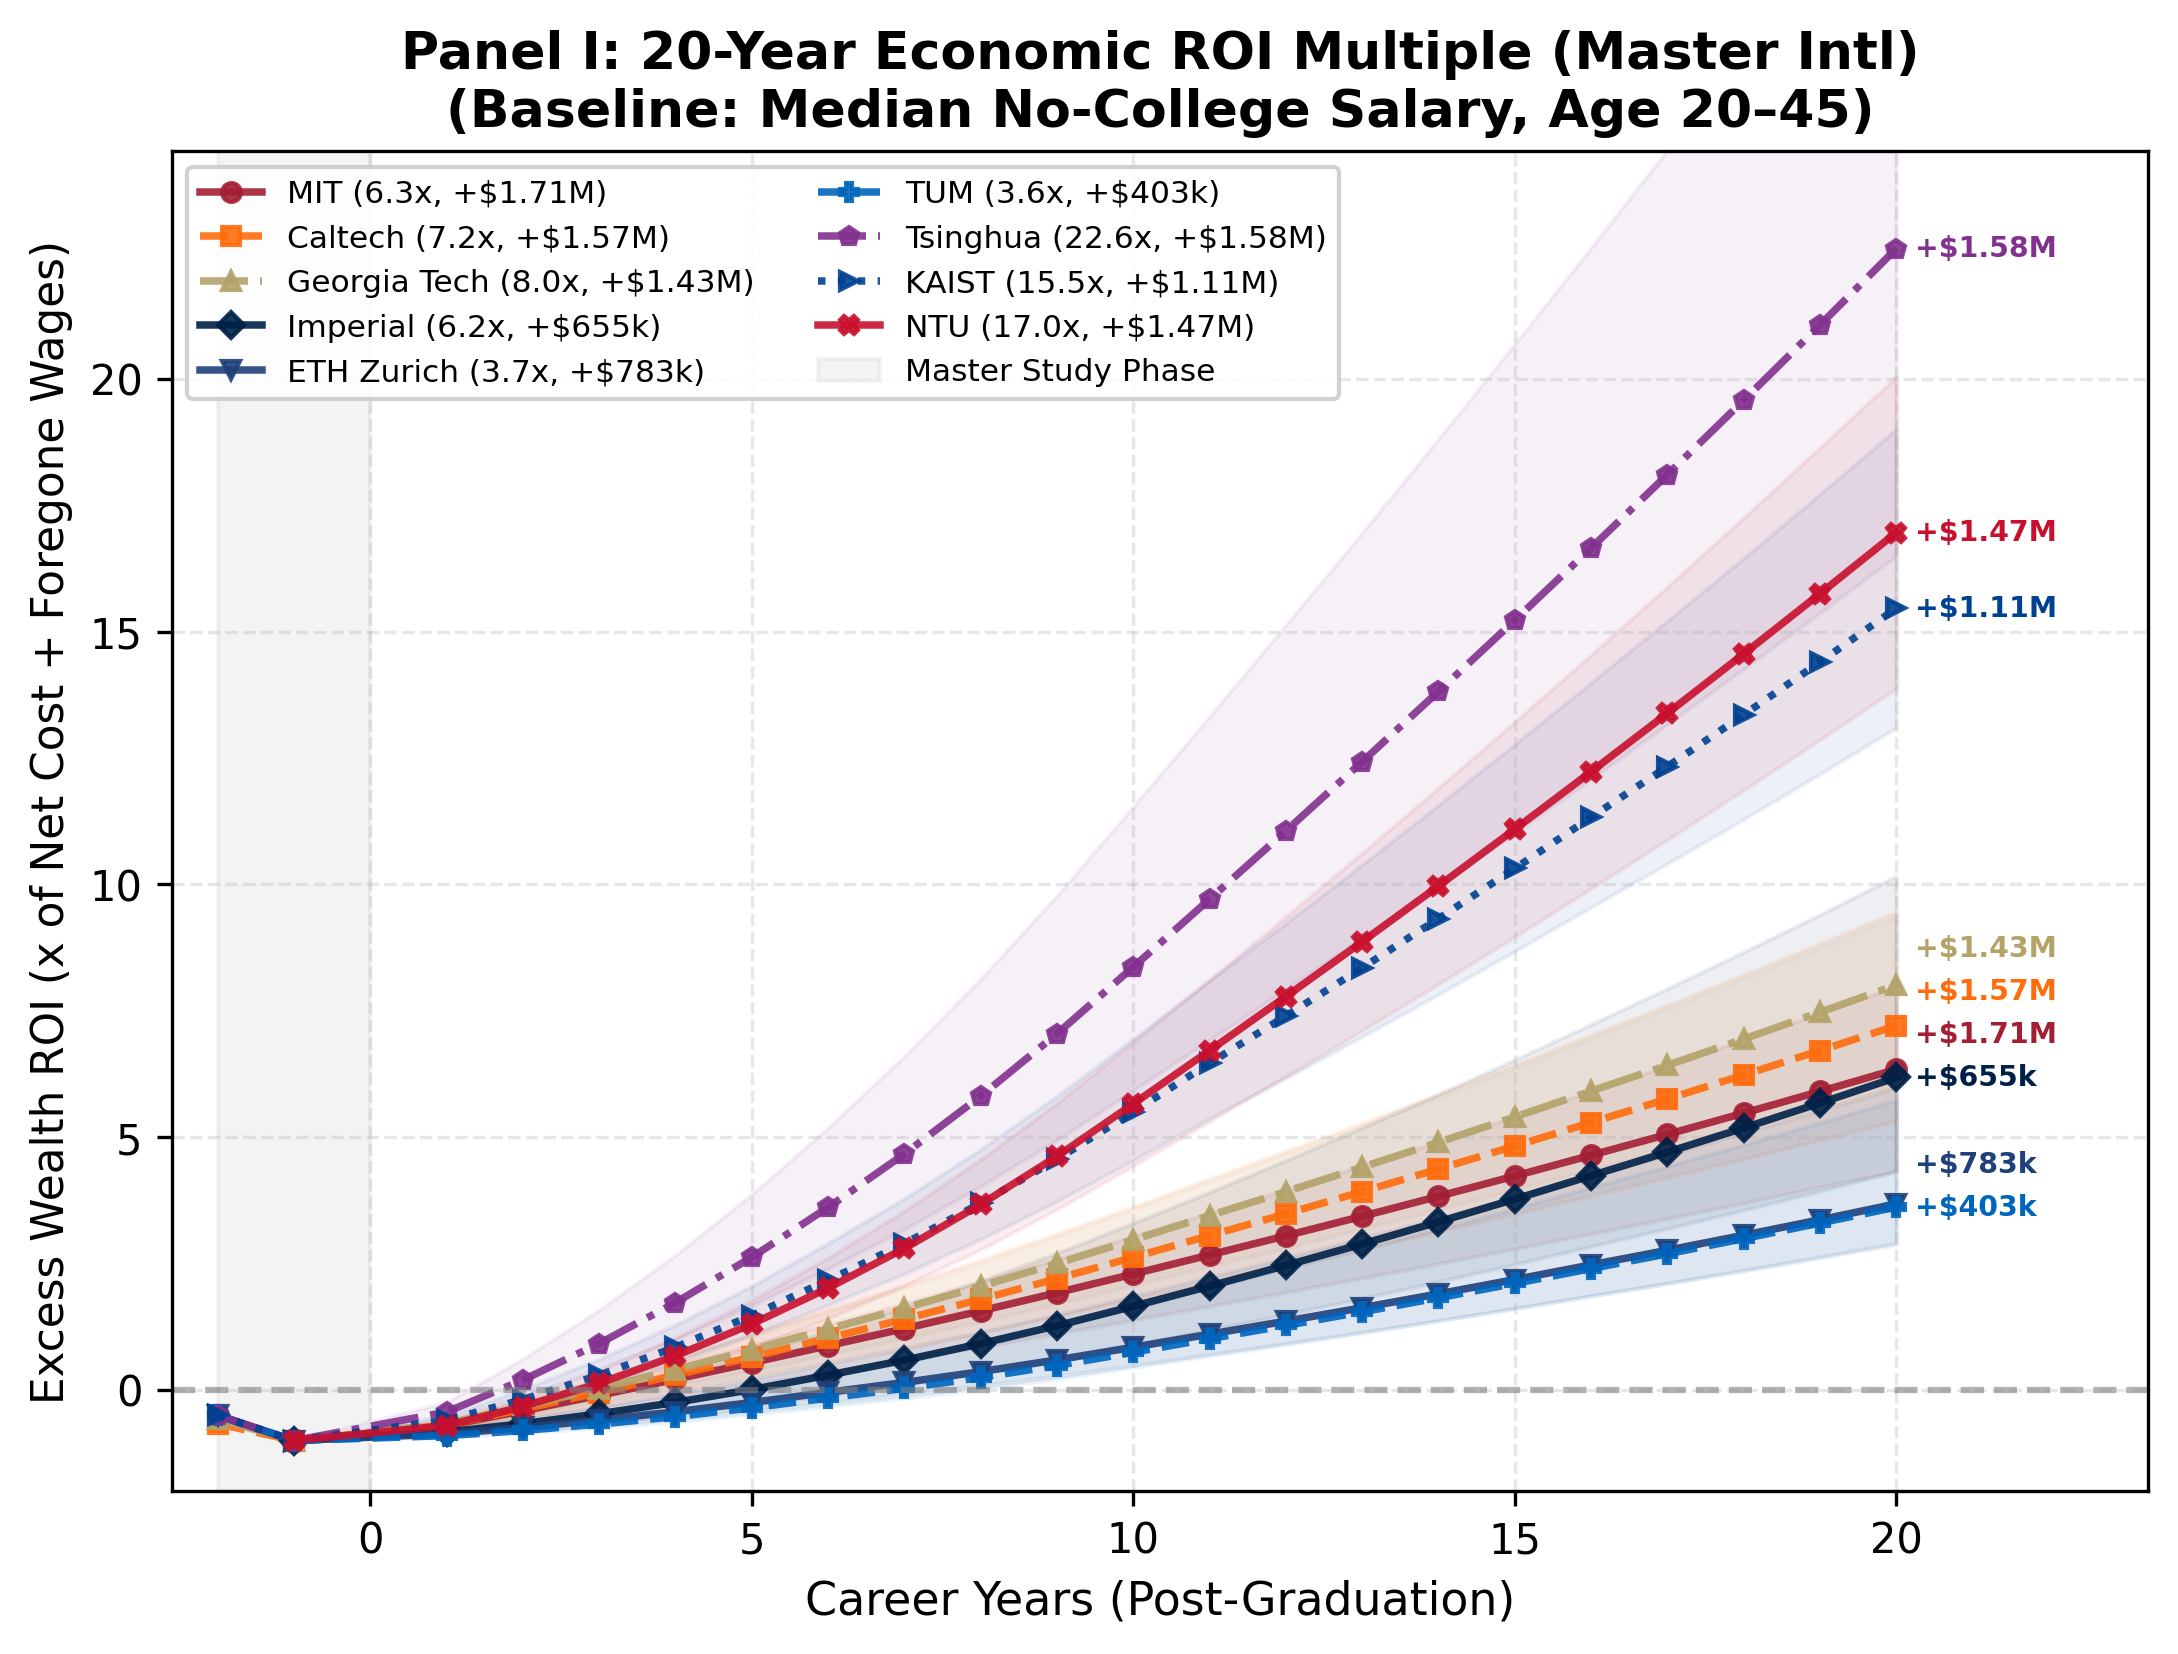 Panel I: 20-Year Economic ROI Multiple (Master Intl)
(Baseline: Median No-College Salary, Age 20–45)
Excess Wealth ROI (x of Net Cost + Foregone Wages)
MIT (6.3x, +$1.71M)
Caltech (7.2x, +$1.57M)
Georgia Tech (8.0x, +$1.43M)
Imperial (6.2x, +$655k)
ETH Zurich (3.7x, +$783k)
TUM (3.6x, +$403k)
Tsinghua (22.6x, +$1.58M)
KAIST (15.5x, +$1.11M)
NTU (17.0x, +$1.47M)
Master Study Phase
20
15
10
5
0
+$1.58M
+$1.47M
+$1.11M
+$1.43M
+$1.57M
+$1.71M
+$655k
+$783k
+$403k
0
5
10
15
20
Career Years (Post-Graduation)